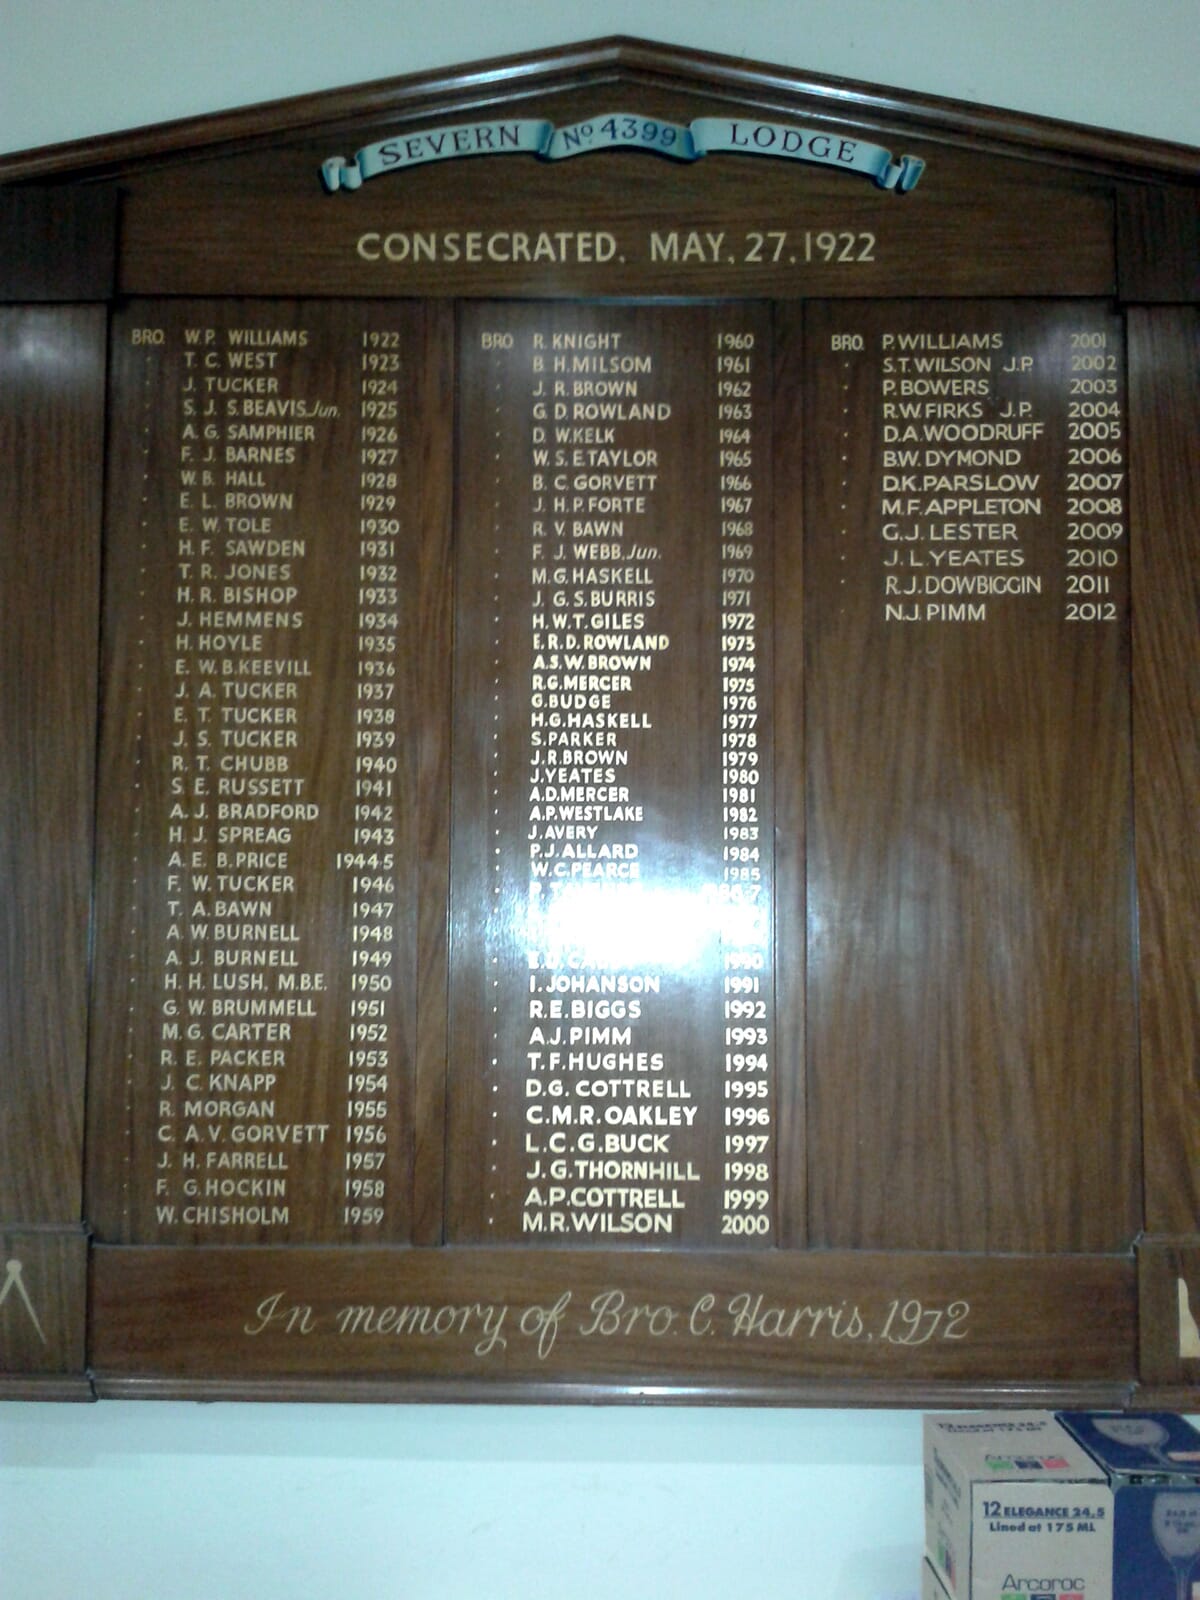 SEVERN No 4399 LODGE
CONSECRATED, MAY, 27, 1922
BRO. W.P. WILLIAMS 1922
T. C. WEST 1923
J. TUCKER 1924
S. J. S. BEAVIS Jun. 1925
A. G. SAMPHIER 1926
F. J. BARNES 1927
W. B. HALL 1928
E. L. BROWN 1929
E. W. TOLE 1930
H. F. SAWDEN 1931
T. R. JONES 1932
H. R. BISHOP 1933
J. HEMMENS 1934
H. HOYLE 1935
E. W. B. KEEVILL 1936
J. A. TUCKER 1937
E. T. TUCKER 1938
J. S. TUCKER 1939
R. T. CHUBB 1940
S. E. RUSSETT 1941
A. J. BRADFORD 1942
H. J. SPREAG 1943
A. E. B. PRICE 1944-5
F. W. TUCKER 1946
T. A. BAWN 1947
A. W. BURNELL 1948
A. J. BURNELL 1949
H. H. LUSH, M.B.E. 1950
G. W. BRUMMELL 1951
M. G. CARTER 1952
R. E. PACKER 1953
J. C. KNAPP 1954
R. MORGAN 1955
C. A. V. GORVETT 1956
J. H. FARRELL 1957
F. G. HOCKIN 1958
W. CHISHOLM 1959
BRO R. KNIGHT 1960
B. H. MILSOM 1961
J. R. BROWN 1962
G. D. ROWLAND 1963
D. W. KELK 1964
W. S. E. TAYLOR 1965
B. C. GORVETT 1966
J. H. P. FORTE 1967
R. V. BAWN 1968
F. J. WEBB, Jun. 1969
M. G. HASKELL 1970
J. G. S. BURRIS 1971
H. W. T. GILES 1972
E. R. D. ROWLAND 1973
A. S. W. BROWN 1974
R. G. MERCER 1975
G. BUDGE 1976
H. G. HASKELL 1977
S. PARKER 1978
J. R. BROWN 1979
J. YEATES 1980
A. D. MERCER 1981
A. P. WESTLAKE 1982
J. AVERY 1983
P. J. ALLARD 1984
W. C. PEARCE 1985
1990
I. JOHANSON 1991
R. E. BIGGS 1992
A. J. PIMM 1993
T. F. HUGHES 1994
D. G. COTTRELL 1995
C. M. R. OAKLEY 1996
L. C. G. BUCK 1997
J. G. THORNHILL 1998
A. P. COTTRELL 1999
M. R. WILSON 2000
BRO. P. WILLIAMS 2001
S. T. WILSON J.P. 2002
P. BOWERS 2003
R. W. FIRKS J.P. 2004
D. A. WOODRUFF 2005
B. W. DYMOND 2006
D. K. PARSLOW 2007
M. F. APPLETON 2008
G. J. LESTER 2009
J. L. YEATES 2010
R. J. DOWBIGGIN 2011
N. J. PIMM 2012
In memory of Bro. C. Harris, 1972
12 ELEGANCE 24,5
Arcoroc
12 ELEGANCE 24,5
Lined at 175 ML
Arcoroc